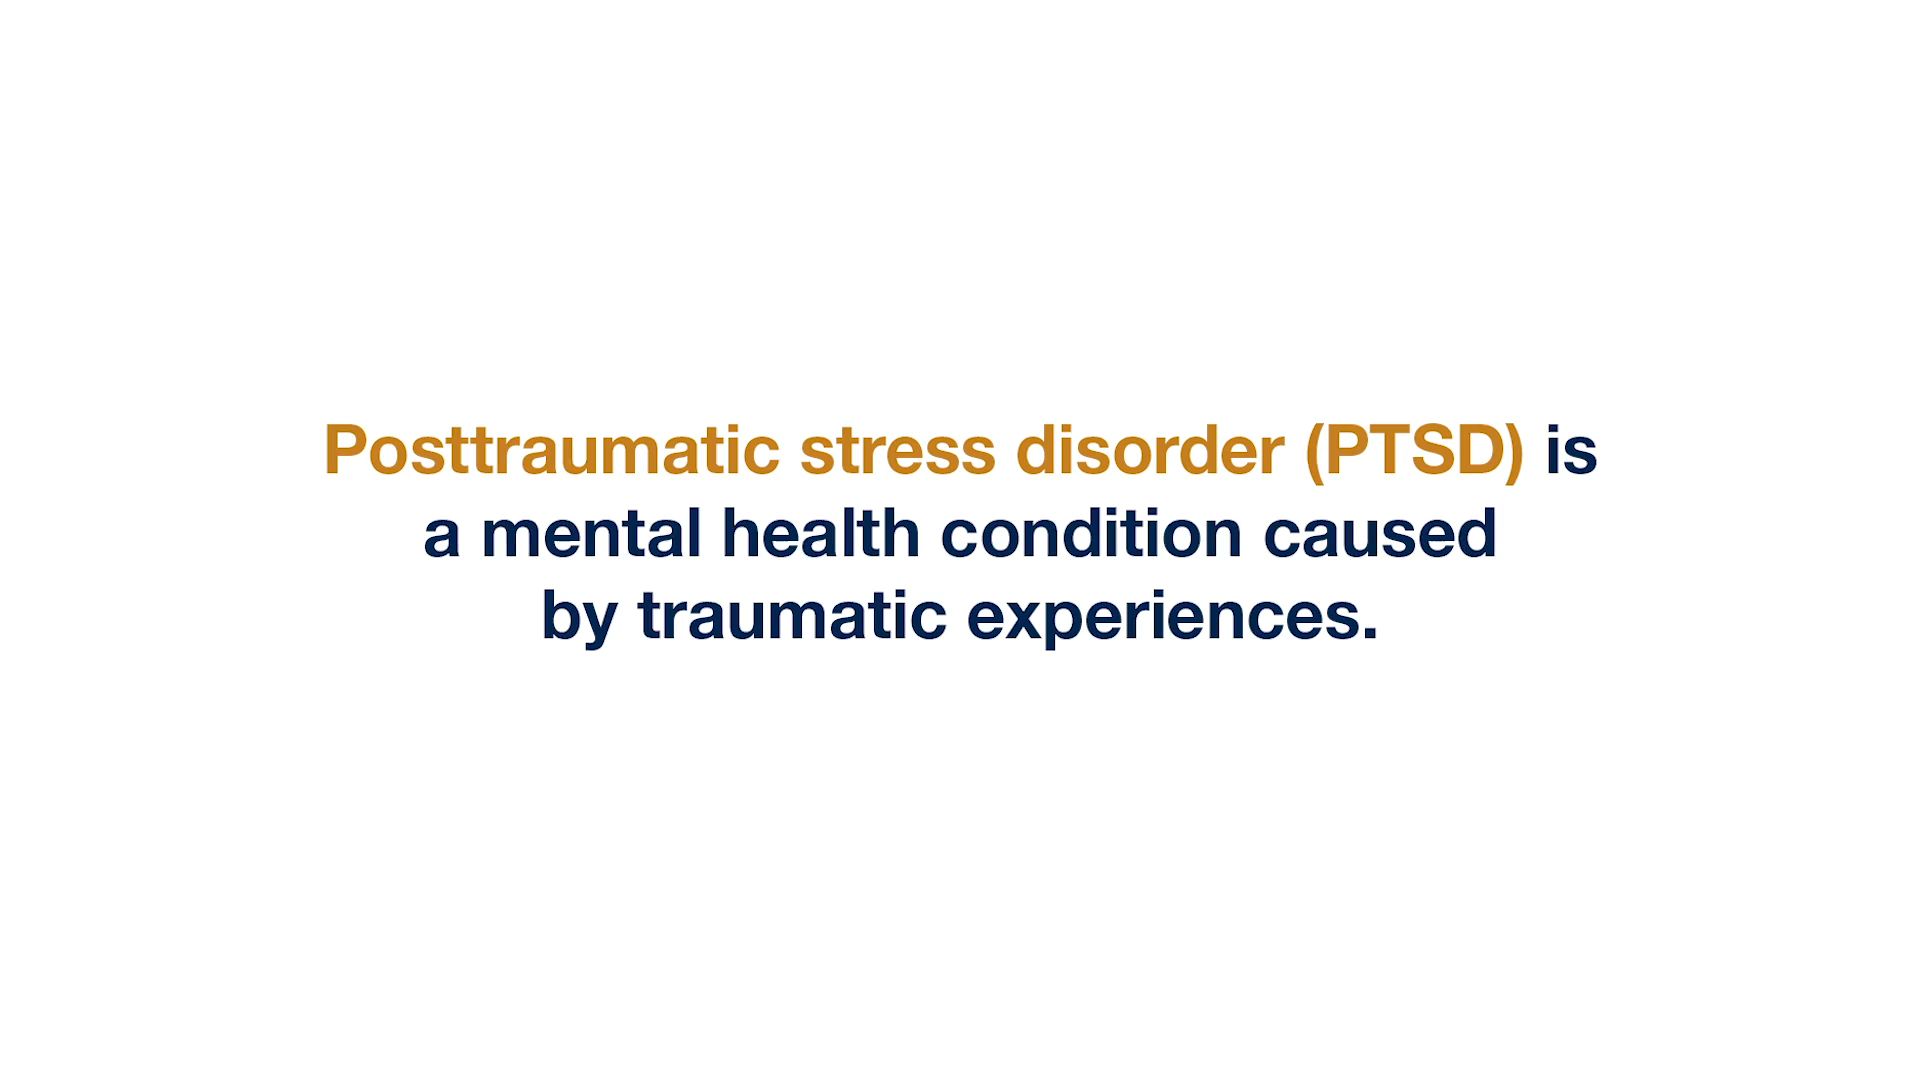 Posttraumatic stress disorder (PTSD) is
a mental health condition caused
by traumatic experiences.